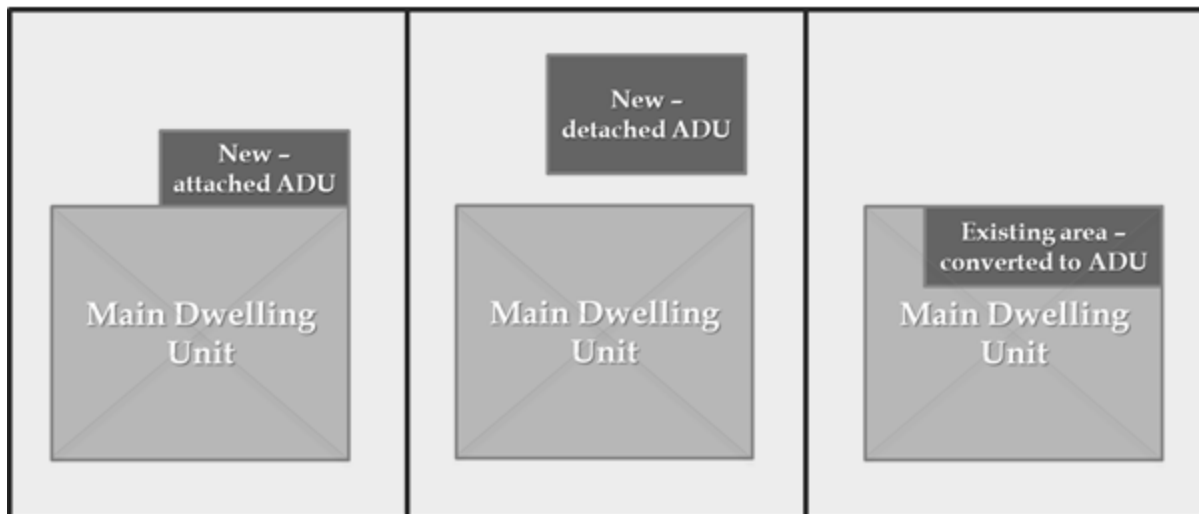 New –
attached ADU
Main Dwelling
Unit
New –
detached ADU
Main Dwelling
Unit
Existing area –
converted to ADU
Main Dwelling
Unit